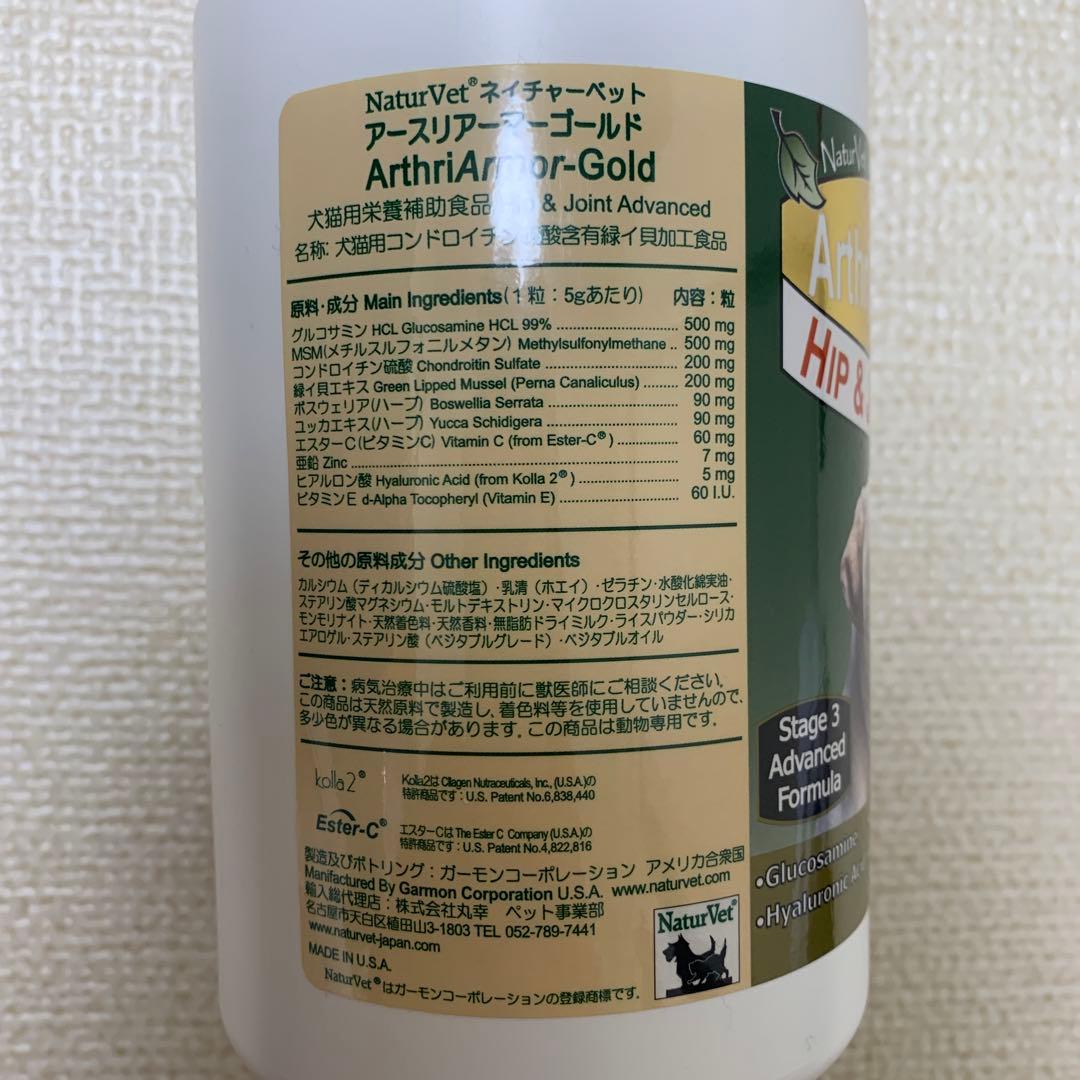 NaturVet® ネイチャーペット
アースリアーアーゴールド
ArthriArmor-Gold
犬猫用栄養補助食品 Hip & Joint Advanced
名称: 犬猫用コンドロイチン硫酸含有緑イ貝加工食品
原料・成分 Main Ingredients(1粒:5gあたり) 内容:粒
グルコサミン HCL Glucosamine HCL 99% 500 mg
MSM(メチルスルフォニルメタン) Methylsulfonylmethane 500 mg
コンドロイチン硫酸 Chondroitin Sulfate 200 mg
緑イ貝エキス Green Lipped Mussel (Perna Canaliculus) 200 mg
ボスウェリア(ハーブ) Boswellia Serrata 90 mg
ユッカエキス(ハーブ) Yucca Schidigera 90 mg
エスターC(ビタミンC) Vitamin C (from Ester-C®) 60 mg
亜鉛 Zinc 7 mg
ヒアルロン酸 Hyaluronic Acid (from Kolla 2®) 5 mg
ビタミンE d-Alpha Tocopheryl (Vitamin E) 60 I.U.
その他の原料成分 Other Ingredients
カルシウム(ディカルシウム硫酸塩)・乳清(ホエイ)・ゼラチン・水酸化綿実油・
ステアリン酸マグネシウム・モルトデキストリン・マイクロクロスタリンセルロース・
モンモリナイト・天然着色料・天然香料・無脂肪ドライミルク・ライスパウダー・シリカ
エアロゲル・ステアリン酸(ベジタブルグレード)・ベジタブルオイル
ご注意:病気治療中はご利用前に獣医師にご相談ください。
この商品は天然原料で製造し、着色料等を使用していませんので、
多少色が異なる場合があります。この商品は動物専用です。
kolla2®
Kolla2は Cllagen Nutraceuticals, Inc., (U.S.A.)の
特許商品です:U.S. Patent No.6,838,440
Ester-C®
エスターCは The Ester C Company (U.S.A.)の
特許商品です:U.S. Patent No.4,822,816
製造及びボトリング:ガーモンコーポレーション アメリカ合衆国
Manifactured By Garmon Corporation U.S.A. www.naturvet.com
輸入総代理店:株式会社丸幸 ペット事業部
名古屋市天白区植田山3-1803 TEL 052-789-7441
www.naturvet-japan.com
MADE IN U.S.A.
NaturVet®はガーモンコーポレーションの登録商標です.
NaturVet®
NaturVet
Arthri
HIP &
Stage 3
Advanced
Formula
•Glucosamine
•Hyaluronic Acid